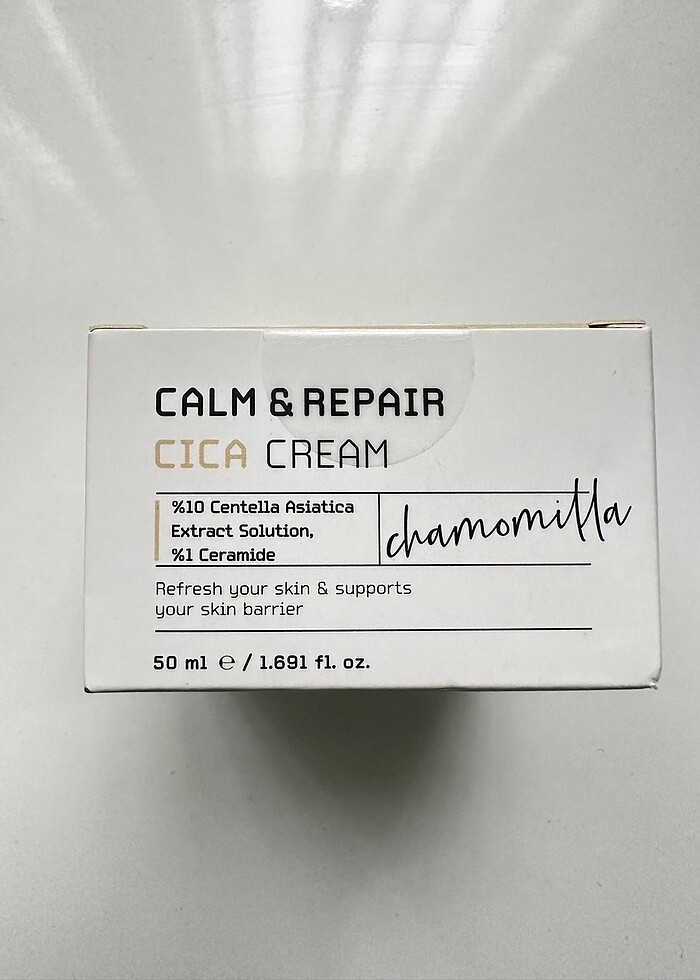 CALM & REPAIR
CICA CREAM
%10 Centella Asiatica
Extract Solution,
%1 Ceramide
chamomilla
Refresh your skin & supports
your skin barrier
50 ml ℮ / 1.691 fl. oz.